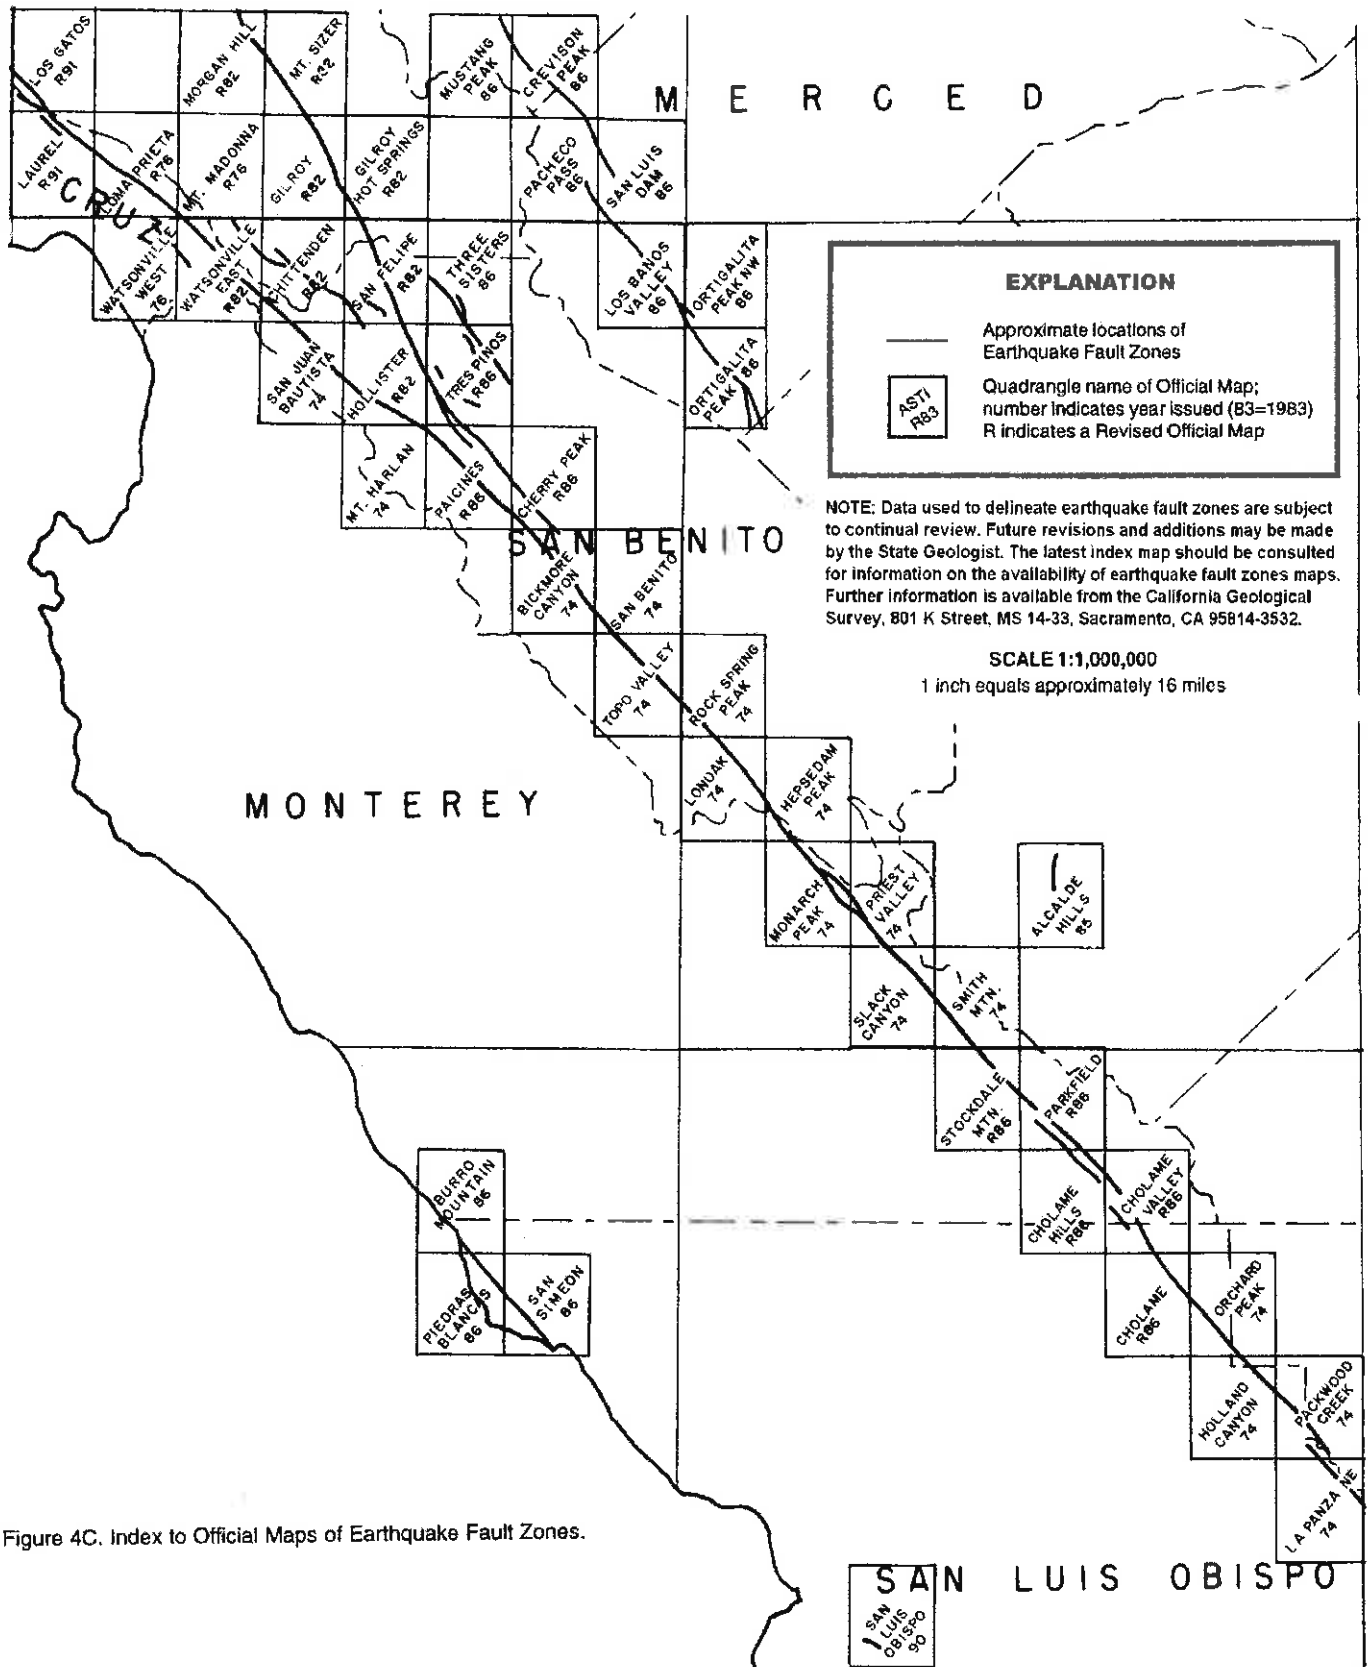 LOS GATOS
R91
MORGAN HILL
R82
MT. SIZER
R82
MUSTANG
PEAK
86
CREVISON
PEAK
86
MERCED
LAUREL
R91
CRUZ
LOMA PRIETA
R76
MT. MADONNA
R76
GILROY
R82
GILROY
HOT SPRINGS
R82
PACHECO
PASS
86
SAN LUIS
DAM
86
WATSONVILLE
WEST
76
WATSONVILLE
EAST
R82
CHITTENDEN
R82
SAN FELIPE
R82
THREE
SISTERS
86
LOS BANOS
VALLEY
86
ORTIGALITA
PEAK NW
86
SAN JUAN
BAUTISTA
74
HOLLISTER
R82
TRES PINOS
R86
ORTIGALITA
PEAK 86
EXPLANATION
Approximate locations of
Earthquake Fault Zones
ASTI
R83
Quadrangle name of Official Map;
number indicates year issued (83=1983)
R indicates a Revised Official Map
MT. HARLAN
74
PAICINES
R86
CHERRY PEAK
R86
NOTE: Data used to delineate earthquake fault zones are subject
to continual review. Future revisions and additions may be made
by the State Geologist. The latest index map should be consulted
for information on the availability of earthquake fault zones maps.
Further information is available from the California Geological
Survey, 801 K Street, MS 14-33, Sacramento, CA 95814-3532.
SCALE 1:1,000,000
1 inch equals approximately 16 miles
SAN BENITO
BICKMORE
CANYON
74
SAN BENITO
74
TOPO VALLEY
74
ROCK SPRING
PEAK
74
MONTEREY
LONOAK
74
HEPSEDAM
PEAK
74
MONARCH
PEAK
74
PRIEST
VALLEY
74
ALCALDE
HILLS
85
SLACK
CANYON
74
SMITH
MTN.
74
STOCKDALE
MTN.
R86
PARKFIELD
R86
BURRO
MOUNTAIN
86
CHOLAME
HILLS
R86
CHOLAME
VALLEY
R86
PIEDRAS
BLANCAS
86
SAN
SIMEON
86
CHOLAME
R86
ORCHARD
PEAK
74
HOLLAND
CANYON
74
PACKWOOD
CREEK
74
LA PANZA NE
74
Figure 4C. Index to Official Maps of Earthquake Fault Zones.
SAN LUIS OBISPO
SAN
LUIS
OBISPO
90